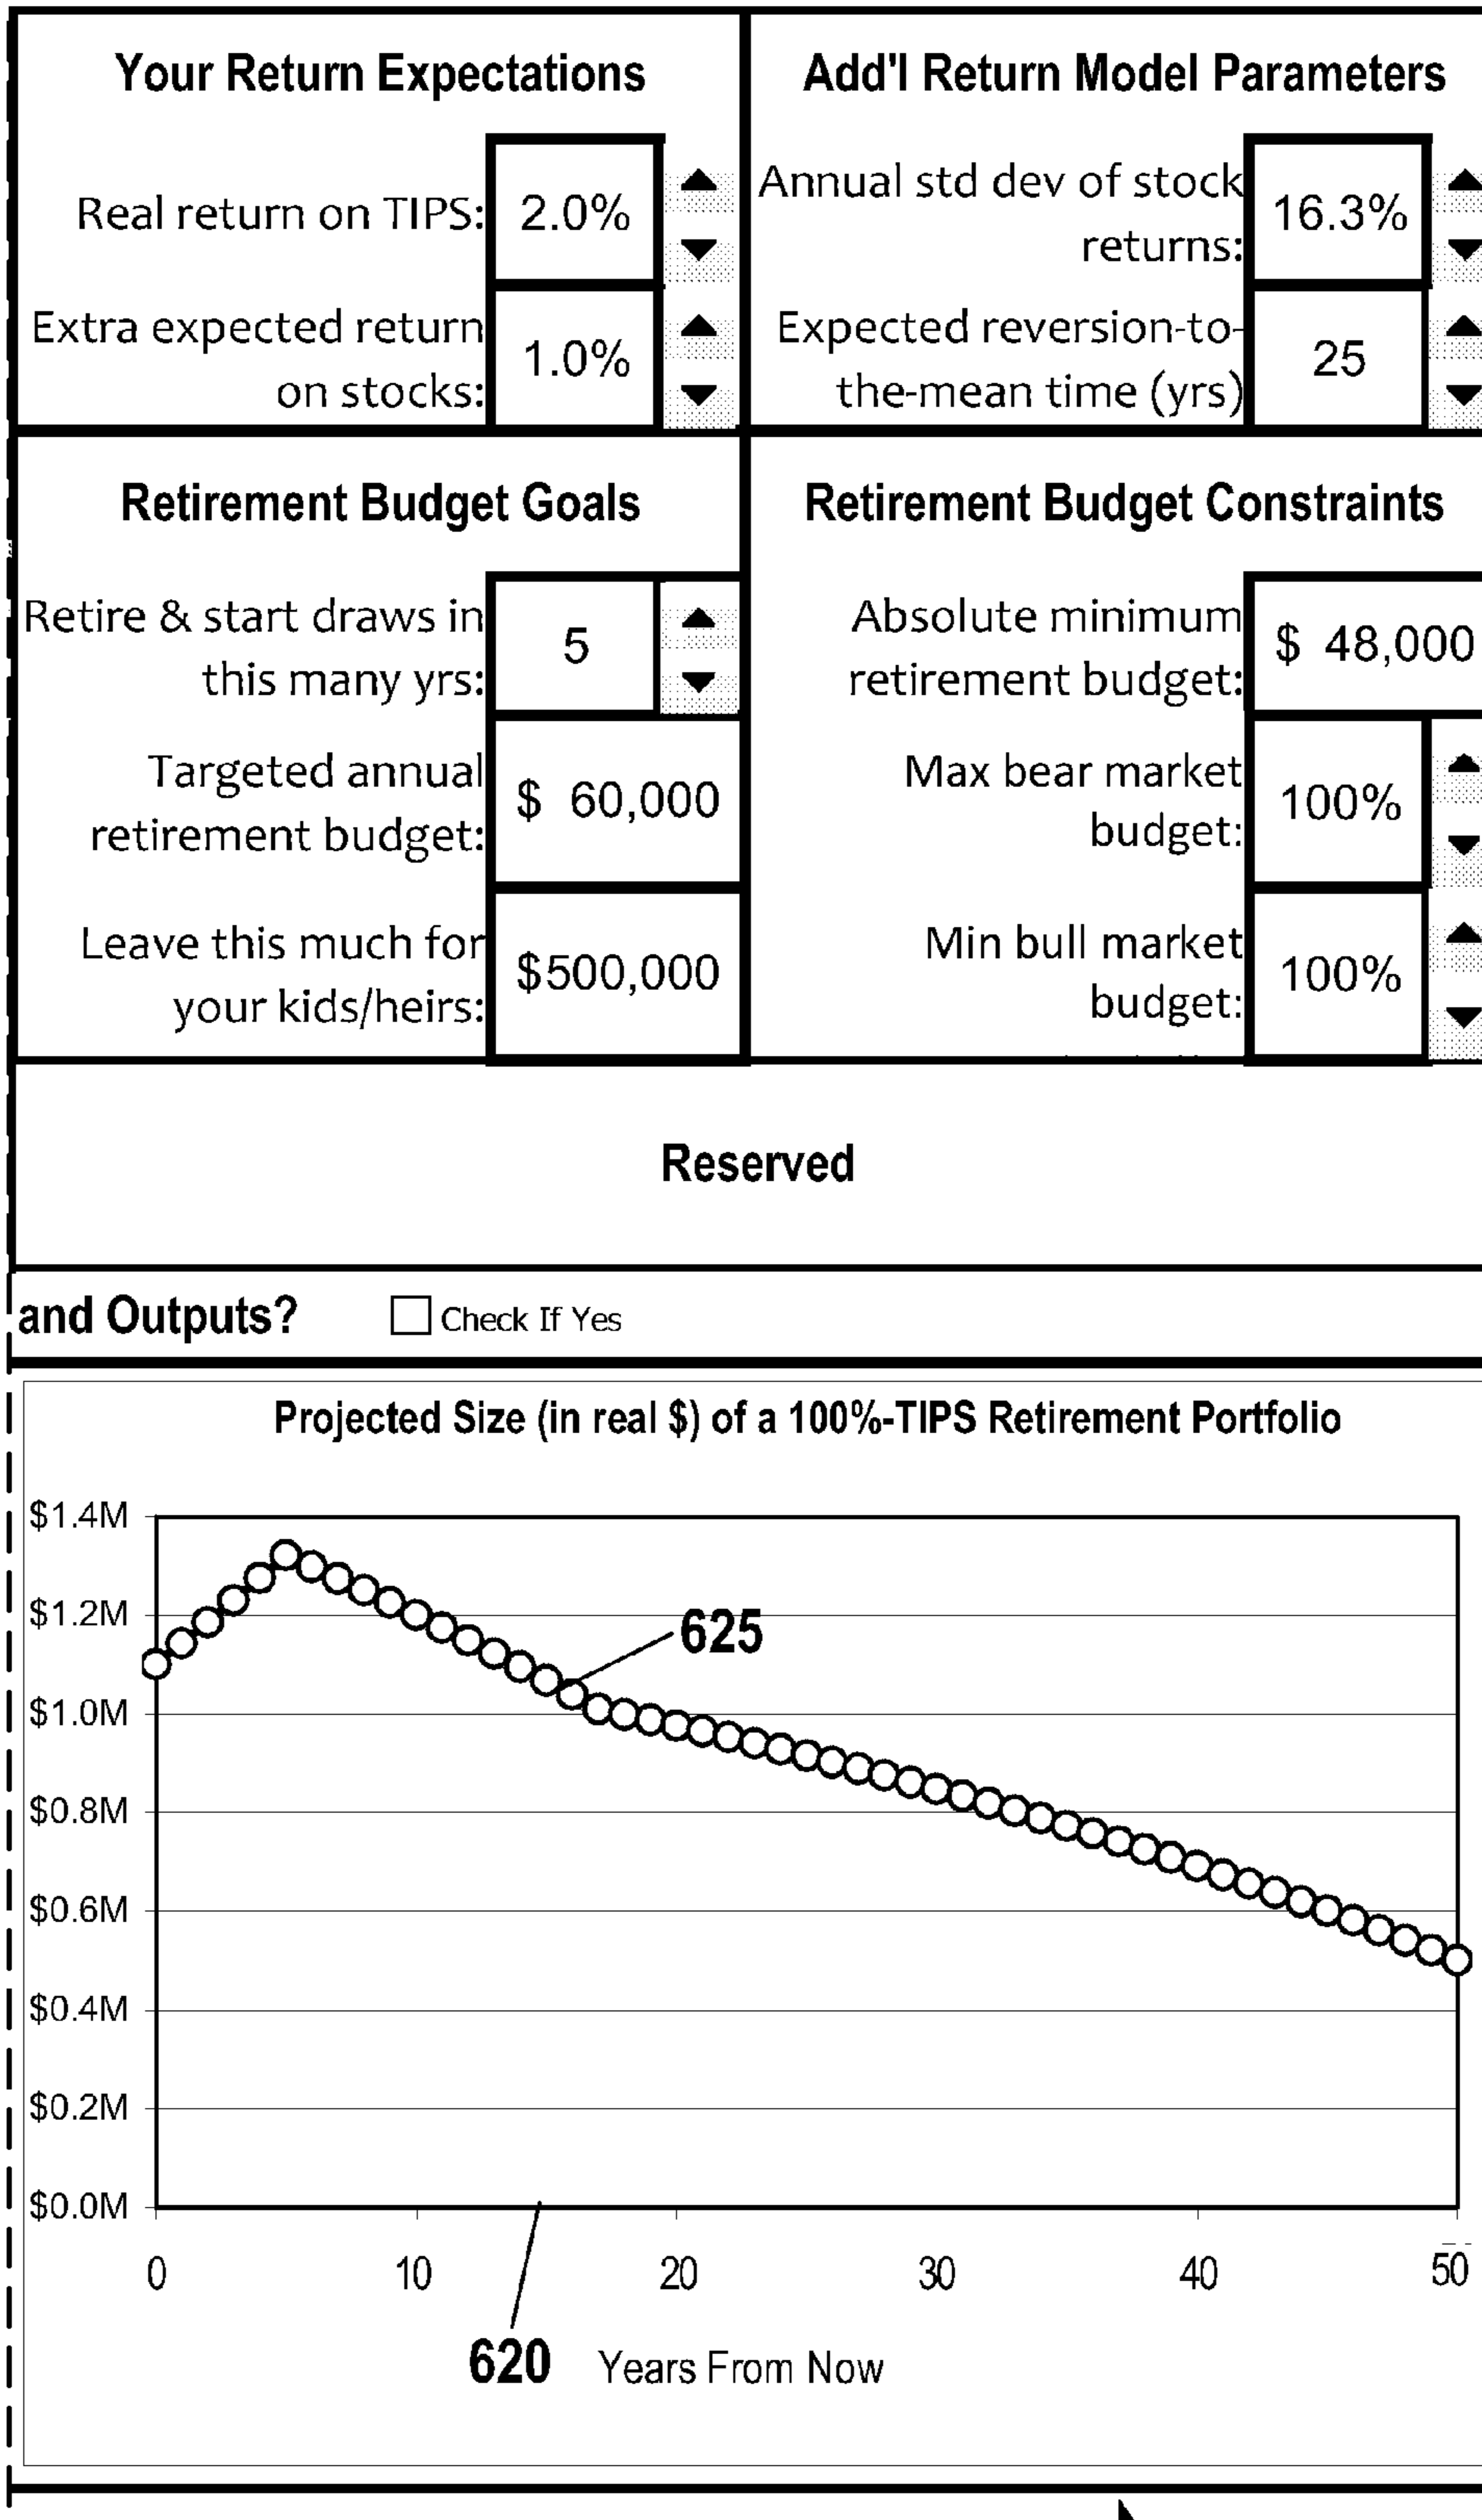 Your Return Expectations
Real return on TIPS: 2.0%
Extra expected return
on stocks: 1.0%
Add'l Return Model Parameters
Annual std dev of stock
returns: 16.3%
Expected reversion-to-
the-mean time (yrs) 25
Retirement Budget Goals
Retire & start draws in
this many yrs: 5
Targeted annual
retirement budget: $ 60,000
Leave this much for
your kids/heirs: $500,000
Retirement Budget Constraints
Absolute minimum
retirement budget: $ 48,000
Max bear market
budget: 100%
Min bull market
budget: 100%
Reserved
and Outputs? Check If Yes
Projected Size (in real $) of a 100%-TIPS Retirement Portfolio
$1.4M
$1.2M
625
$1.0M
$0.8M
$0.6M
$0.4M
$0.2M
$0.0M
0 10 20 30 40 50
620 Years From Now